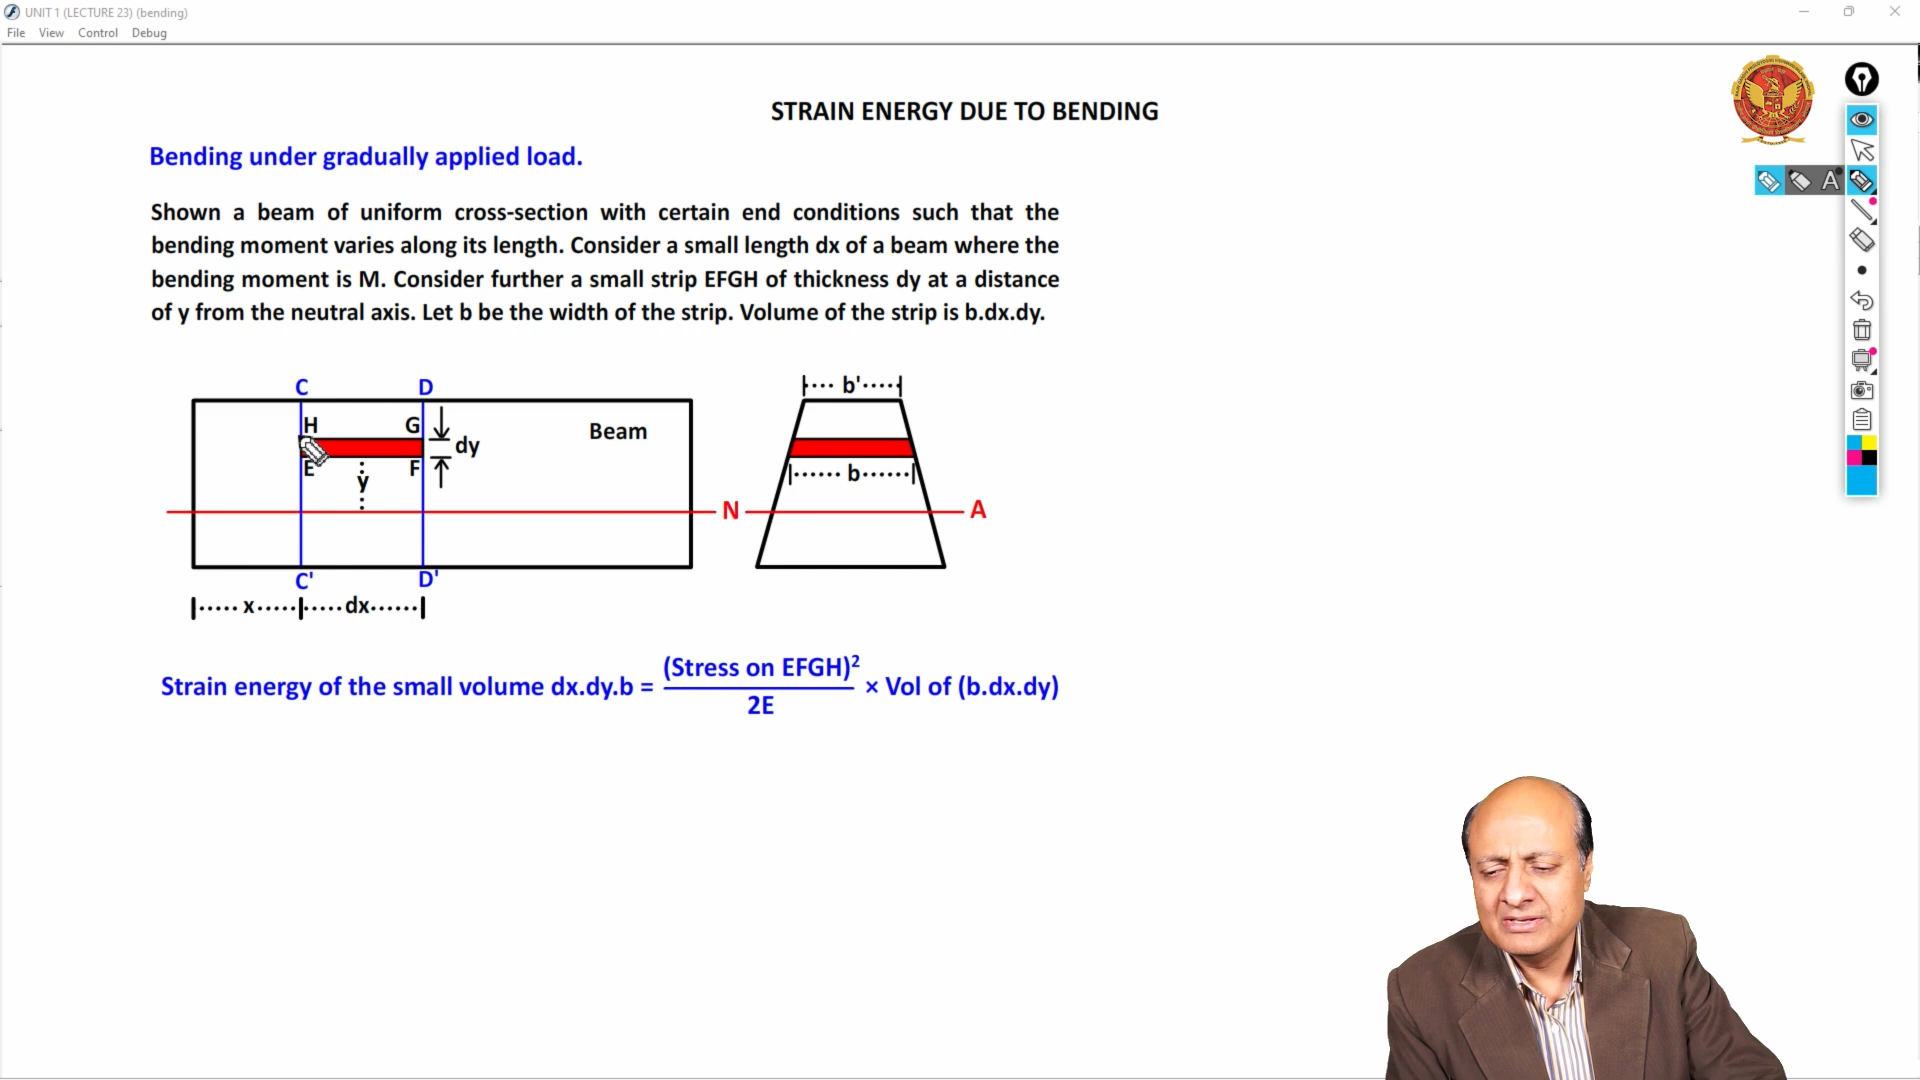 UNIT 1 (LECTURE 23) (bending)
File View Control Debug
STRAIN ENERGY DUE TO BENDING
Bending under gradually applied load.
Shown a beam of uniform cross-section with certain end conditions such that the
bending moment varies along its length. Consider a small length dx of a beam where the
bending moment is M. Consider further a small strip EFGH of thickness dy at a distance
of y from the neutral axis. Let b be the width of the strip. Volume of the strip is b.dx.dy.
C D b'
H G Beam
dy
E F
y b
N A
C' D'
x dx
Strain energy of the small volume dx.dy.b = (Stress on EFGH)² / 2E × Vol of (b.dx.dy)
A